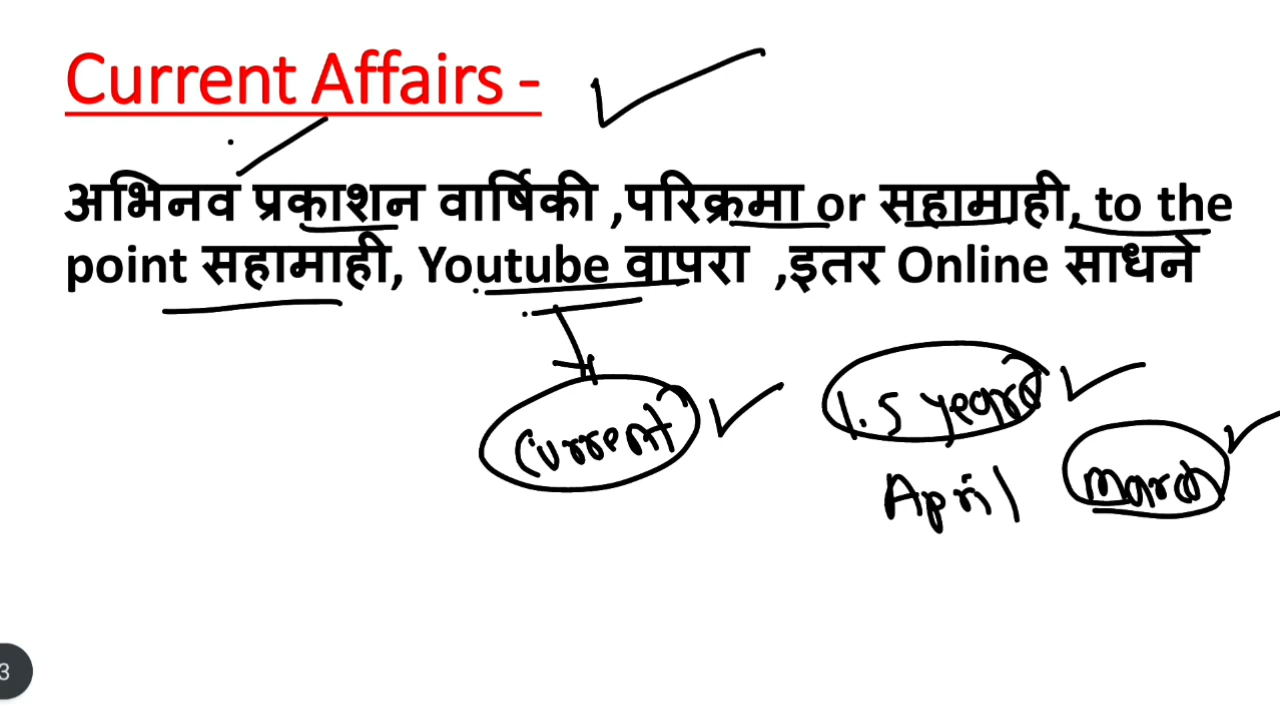 Current Affairs -
अभिनव प्रकाशन वार्षिकी ,परिक्रमा or सहामाही, to the
point सहामाही, Youtube वापरा ,इतर Online साधने
Current
1.5 years
April
march
3